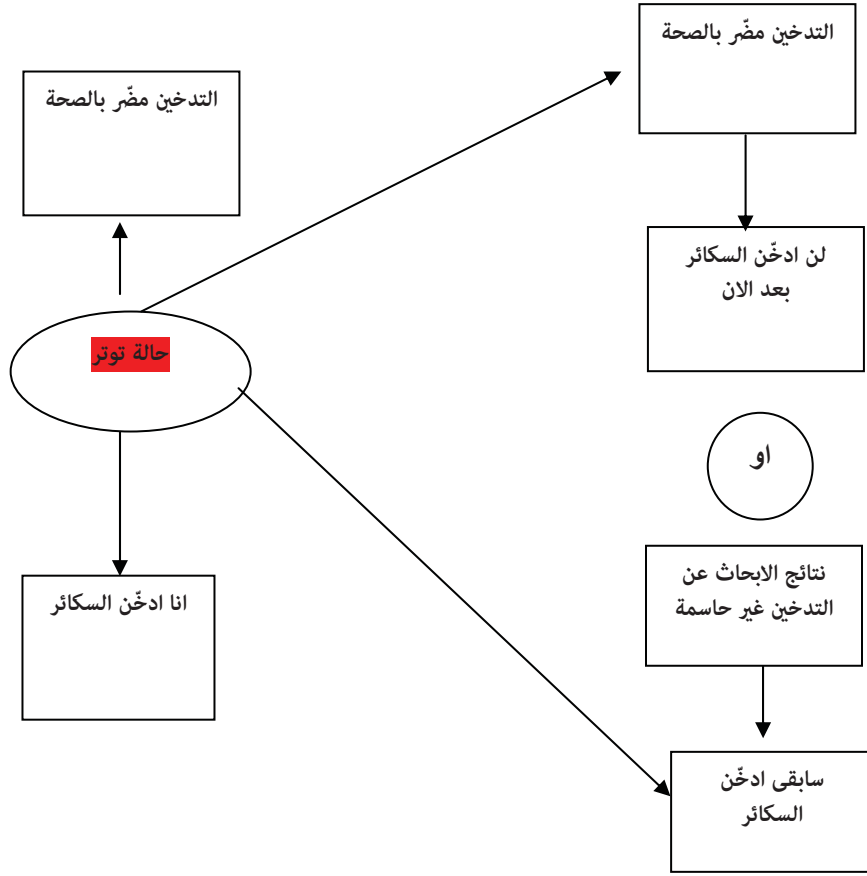 التدخين مضّر بالصحة
التدخين مضّر بالصحة
لن ادخّن السكائر
بعد الان
حالة توتر
او
نتائج الابحاث عن
التدخين غير حاسمة
انا ادخّن السكائر
سابقى ادخّن
السكائر